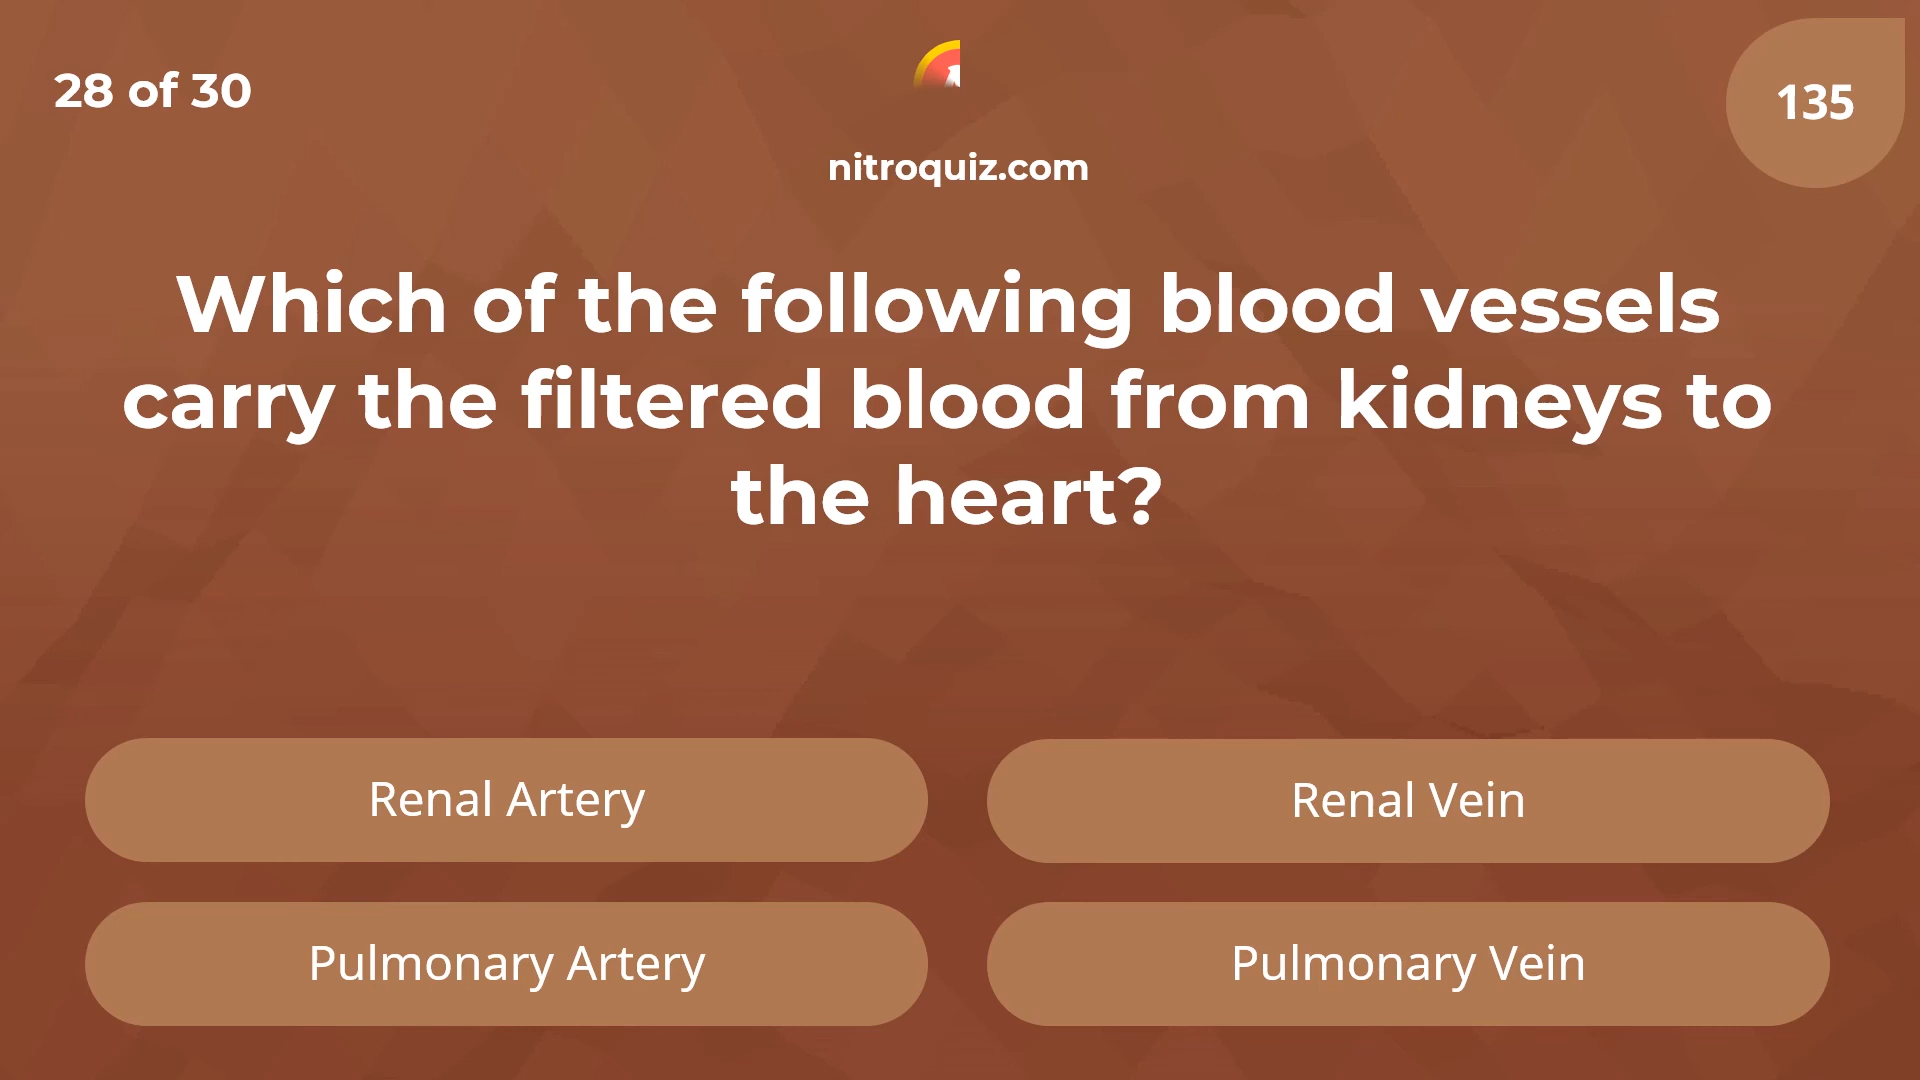 28 of 30
135
nitroquiz.com
Which of the following blood vessels
carry the filtered blood from kidneys to
the heart?
Renal Artery
Renal Vein
Pulmonary Artery
Pulmonary Vein